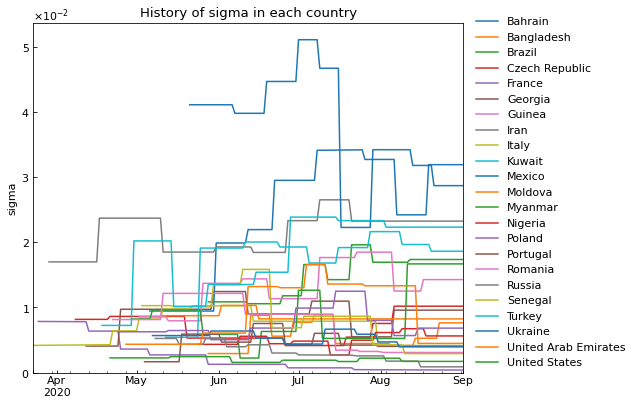 History of sigma in each country
×10⁻²
5
4
3
2
1
0
sigma
Apr
2020
May
Jun
Jul
Aug
Sep
Bahrain
Bangladesh
Brazil
Czech Republic
France
Georgia
Guinea
Iran
Italy
Kuwait
Mexico
Moldova
Myanmar
Nigeria
Poland
Portugal
Romania
Russia
Senegal
Turkey
Ukraine
United Arab Emirates
United States